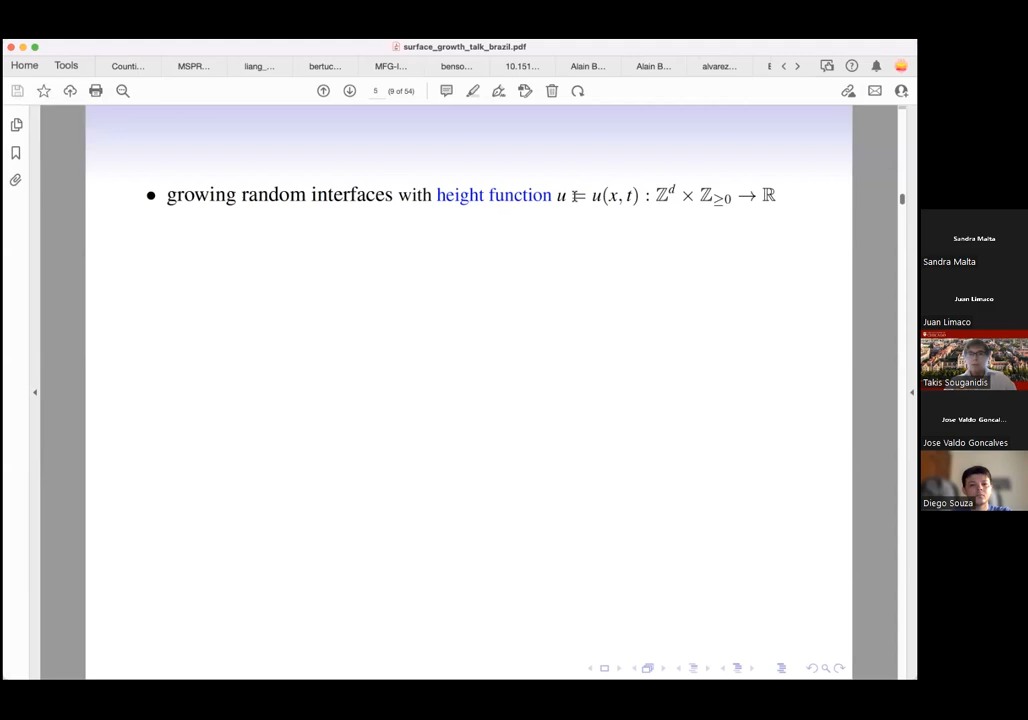 surface_growth_talk_brazil.pdf
Home Tools Counti... MSPR... liang_... bertuc... MFG-I... benso... 10.151... Alain B... Alain B... alvarez...
5 (9 of 54)
• growing random interfaces with height function u = u(x, t) : ℤ^d × ℤ_≥0 → ℝ
Sandra Malta
Sandra Malta
Juan Limaco
Juan Limaco
Takis Souganidis
Jose Valdo Goncal...
Jose Valdo Goncalves
Diego Souza